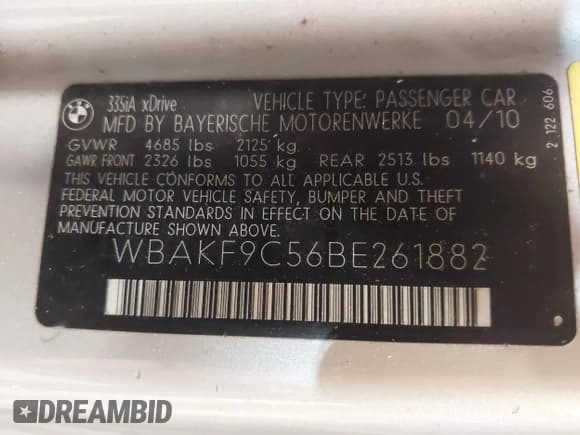 BMW
335iA xDrive VEHICLE TYPE: PASSENGER CAR
MFD BY BAYERISCHE MOTORENWERKE 04/10
GVWR 4685 lbs 2125 kg
GAWR FRONT 2326 lbs 1055 kg REAR 2513 lbs 1140 kg
THIS VEHICLE CONFORMS TO ALL APPLICABLE U.S.
FEDERAL MOTOR VEHICLE SAFETY, BUMPER AND THEFT
PREVENTION STANDARDS IN EFFECT ON THE DATE OF
MANUFACTURE.
WBAKF9C56BE261882
2 122 606
DREAMBID